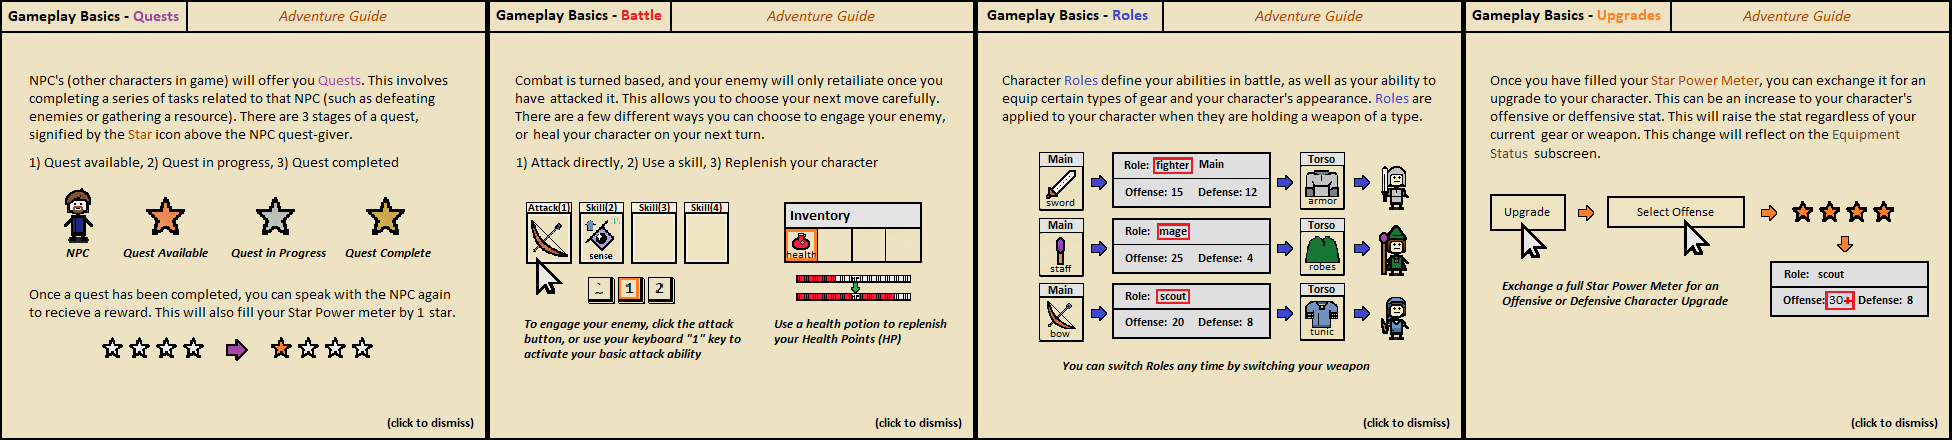 Gameplay Basics - Quests
Adventure Guide
NPC's (other characters in game) will offer you Quests. This involves
completing a series of tasks related to that NPC (such as defeating
enemies or gathering a resource). There are 3 stages of a quest,
signified by the Star icon above the NPC quest-giver.
1) Quest available, 2) Quest in progress, 3) Quest completed
NPC
Quest Available
Quest in Progress
Quest Complete
Once a quest has been completed, you can speak with the NPC again
to recieve a reward. This will also fill your Star Power meter by 1 star.
(click to dismiss)
Gameplay Basics - Battle
Adventure Guide
Combat is turned based, and your enemy will only retailiate once you
have attacked it. This allows you to choose your next move carefully.
There are a few different ways you can choose to engage your enemy,
or heal your character on your next turn.
1) Attack directly, 2) Use a skill, 3) Replenish your character
Attack(1)
Skill(2)
Skill(3)
Skill(4)
sense
~
1
2
Inventory
health
To engage your enemy, click the attack
button, or use your keyboard "1" key to
activate your basic attack ability
Use a health potion to replenish
your Health Points (HP)
(click to dismiss)
Gameplay Basics - Roles
Adventure Guide
Character Roles define your abilities in battle, as well as your ability to
equip certain types of gear and your character's appearance. Roles are
applied to your character when they are holding a weapon of a type.
Main
sword
Role: fighter Main
Offense: 15 Defense: 12
Torso
armor
Main
staff
Role: mage
Offense: 25 Defense: 4
Torso
robes
Main
bow
Role: scout
Offense: 20 Defense: 8
Torso
tunic
You can switch Roles any time by switching your weapon
(click to dismiss)
Gameplay Basics - Upgrades
Adventure Guide
Once you have filled your Star Power Meter, you can exchange it for an
upgrade to your character. This can be an increase to your character's
offensive or deffensive stat. This will raise the stat regardless of your
current gear or weapon. This change will reflect on the Equipment
Status subscreen.
Upgrade
Select Offense
Exchange a full Star Power Meter for an
Offensive or Defensive Character Upgrade
Role: scout
Offense: 30+ Defense: 8
(click to dismiss)